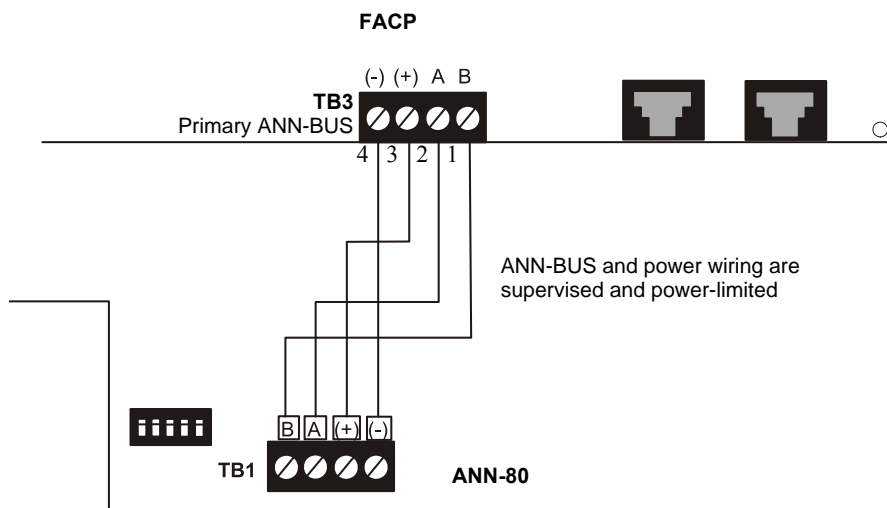 FACP
(-) (+) A B
TB3
Primary ANN-BUS
4 3 2 1
ANN-BUS and power wiring are
supervised and power-limited
B A (+) (-)
TB1
ANN-80